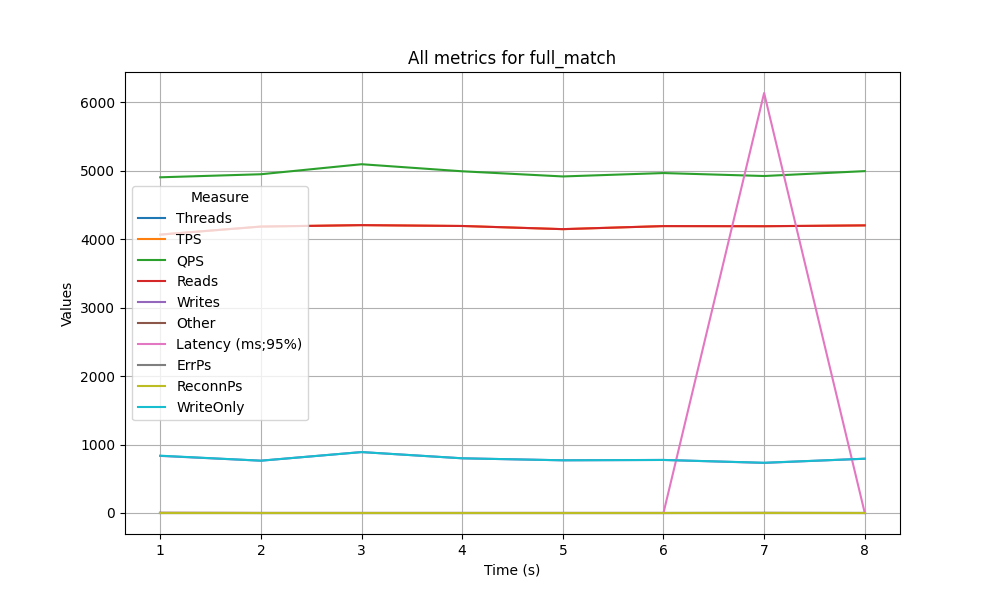 All metrics for full_match
Values
6000
5000
4000
3000
2000
1000
0
Measure
Threads
TPS
QPS
Reads
Writes
Other
Latency (ms;95%)
ErrPs
ReconnPs
WriteOnly
1 2 3 4 5 6 7 8
Time (s)